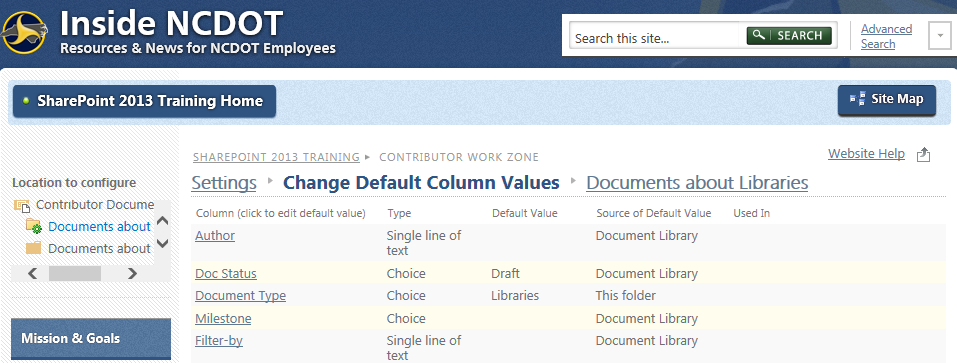 Inside NCDOT
Resources & News for NCDOT Employees
Search this site...
SEARCH
Advanced
Search
SharePoint 2013 Training Home
Site Map
SHAREPOINT 2013 TRAINING ▸ CONTRIBUTOR WORK ZONE
Website Help
Settings ▸ Change Default Column Values ▸ Documents about Libraries
Location to configure
Contributor Docume
Documents about
Documents about
Mission & Goals
Column (click to edit default value) Type Default Value Source of Default Value Used In
Author Single line of text Document Library
Doc Status Choice Draft Document Library
Document Type Choice Libraries This folder
Milestone Choice Document Library
Filter-by Single line of text Document Library